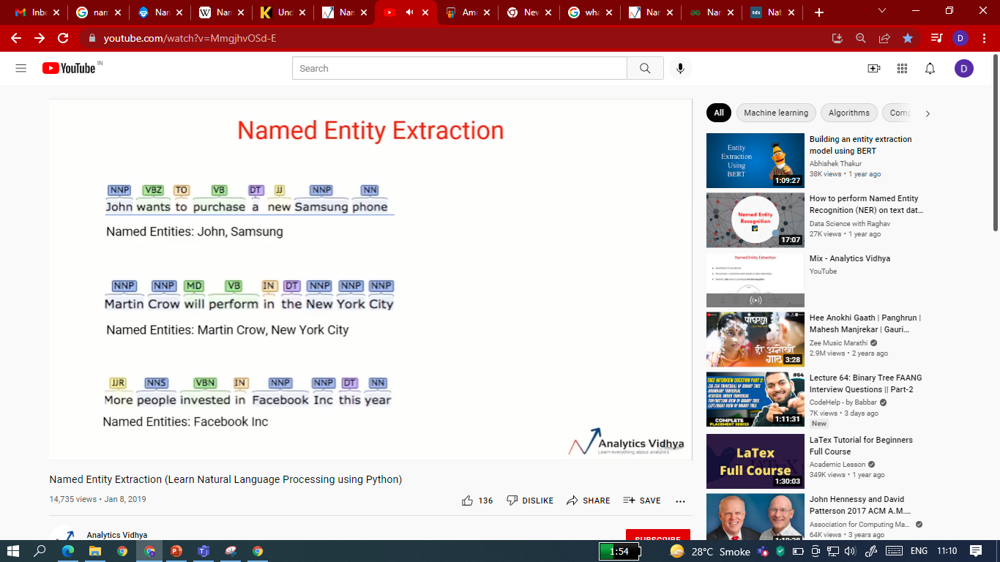 Inbo
nam
Nan
Nan
Und
Nan
Ami
New
wha
Nan
Nar
tds
Nat
youtube.com/watch?v=MmgjhvOSd-E
D
YouTube IN
Search
D
Named Entity Extraction
NNP VBZ TO VB DT JJ NNP NN
John wants to purchase a new Samsung phone
Named Entities: John, Samsung
NNP NNP MD VB IN DT NNP NNP NNP
Martin Crow will perform in the New York City
Named Entities: Martin Crow, New York City
JJR NNS VBN IN NNP NNP DT NN
More people invested in Facebook Inc this year
Named Entities: Facebook Inc
Analytics Vidhya
Learn everything about analytics
Named Entity Extraction (Learn Natural Language Processing using Python)
14,735 views • Jan 8, 2019
136 DISLIKE SHARE SAVE
Analytics Vidhya
SUBSCRIBE
All Machine learning Algorithms Comp
Entity
Extraction
Using
BERT
1:09:27
Building an entity extraction
model using BERT
Abhishek Thakur
38K views • 1 year ago
Named Entity
Recognition
17:07
How to perform Named Entity
Recognition (NER) on text dat...
Data Science with Raghav
27K views • 1 year ago
Named Entity Extraction
Mix - Analytics Vidhya
YouTube
पांघरूण
ही अनोखी
गाठ
3:28
Hee Anokhi Gaath | Panghrun |
Mahesh Manjrekar | Gauri...
Zee Music Marathi
2.9M views • 2 years ago
TREE INTERVIEW QUESTION PART 2:
#64
COMPLETE
PLACEMENT SERIES
1:11:31
Lecture 64: Binary Tree FAANG
Interview Questions || Part-2
CodeHelp - by Babbar
7K views • 3 days ago
New
LaTex
Full Course
1:30:03
LaTex Tutorial for Beginners
Full Course
Academic Lesson
349K views • 1 year ago
John Hennessy and David
Patterson 2017 ACM A.M....
Association for Computing Ma...
64K views • 3 years ago
1:54
28°C Smoke
ENG
11:10